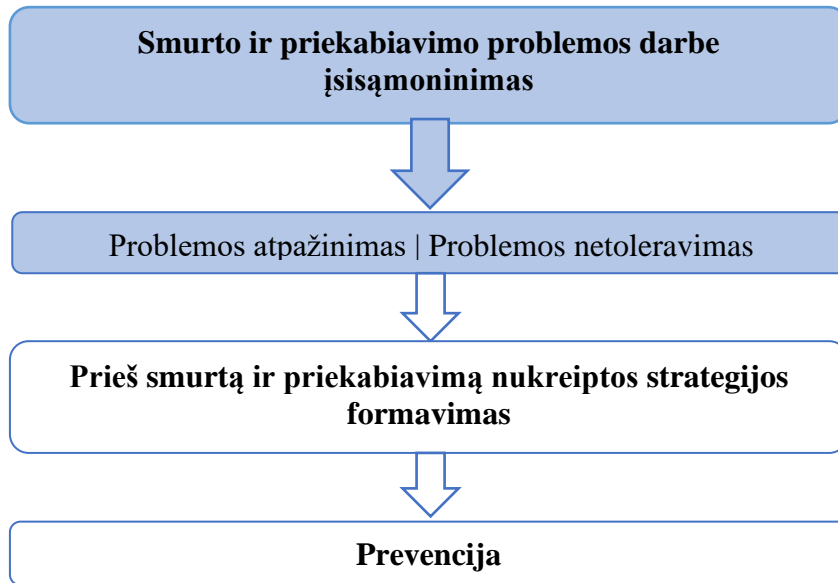 Smurto ir priekabiavimo problemos darbe
įsisąmoninimas
Problemos atpažinimas | Problemos netoleravimas
Prieš smurtą ir priekabiavimą nukreiptos strategijos
formavimas
Prevencija